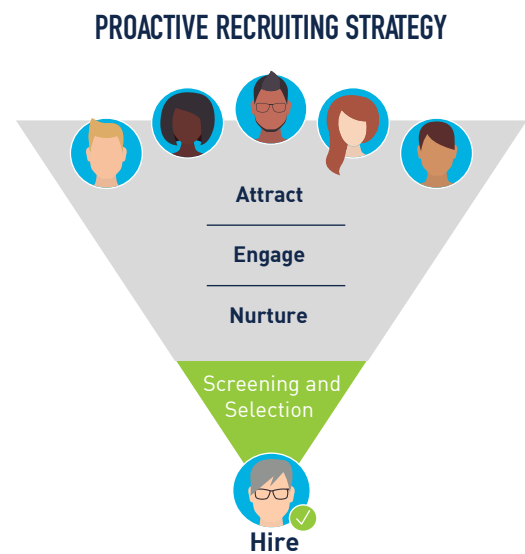 PROACTIVE RECRUITING STRATEGY
Attract
Engage
Nurture
Screening and
Selection
Hire